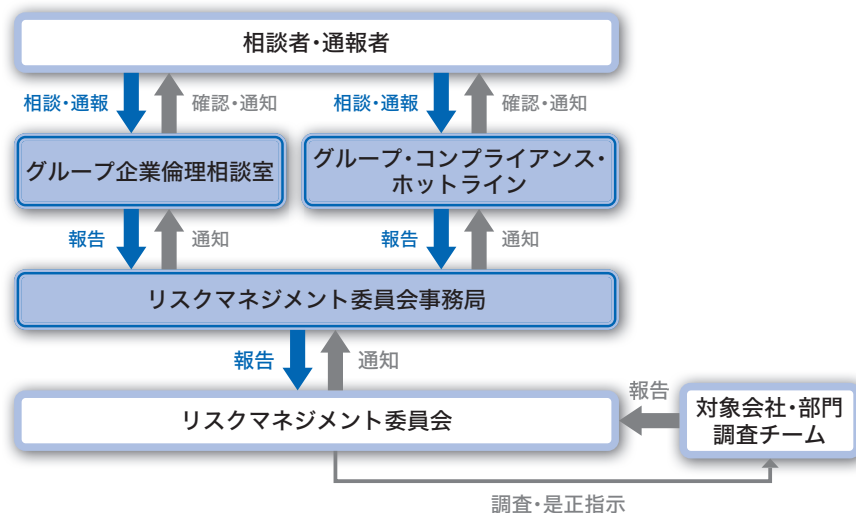 相談者・通報者
相談・通報
確認・通知
相談・通報
確認・通知
グループ企業倫理相談室
グループ・コンプライアンス・
ホットライン
報告
通知
報告
通知
リスクマネジメント委員会事務局
報告
通知
リスクマネジメント委員会
報告
対象会社・部門
調査チーム
調査・是正指示